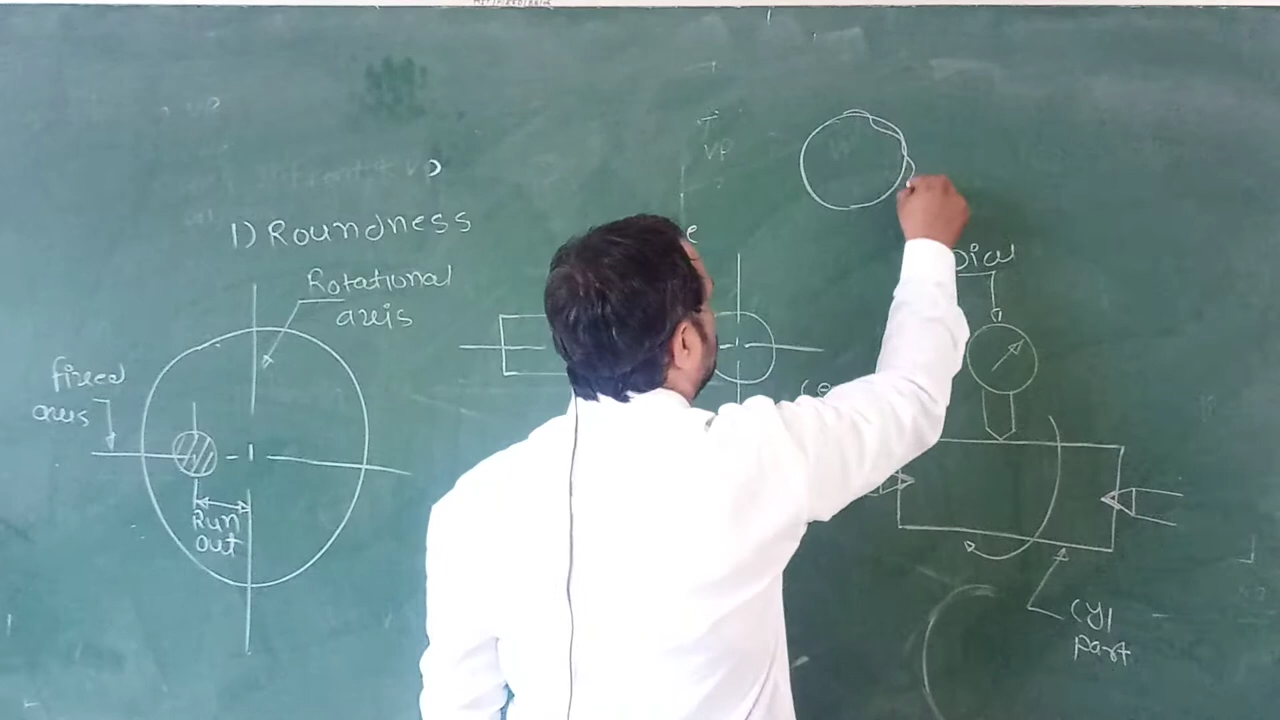 VP
1) Roundness
Rotational
axis
fixed
axis
Run
out
e
Dial
Cyl
part